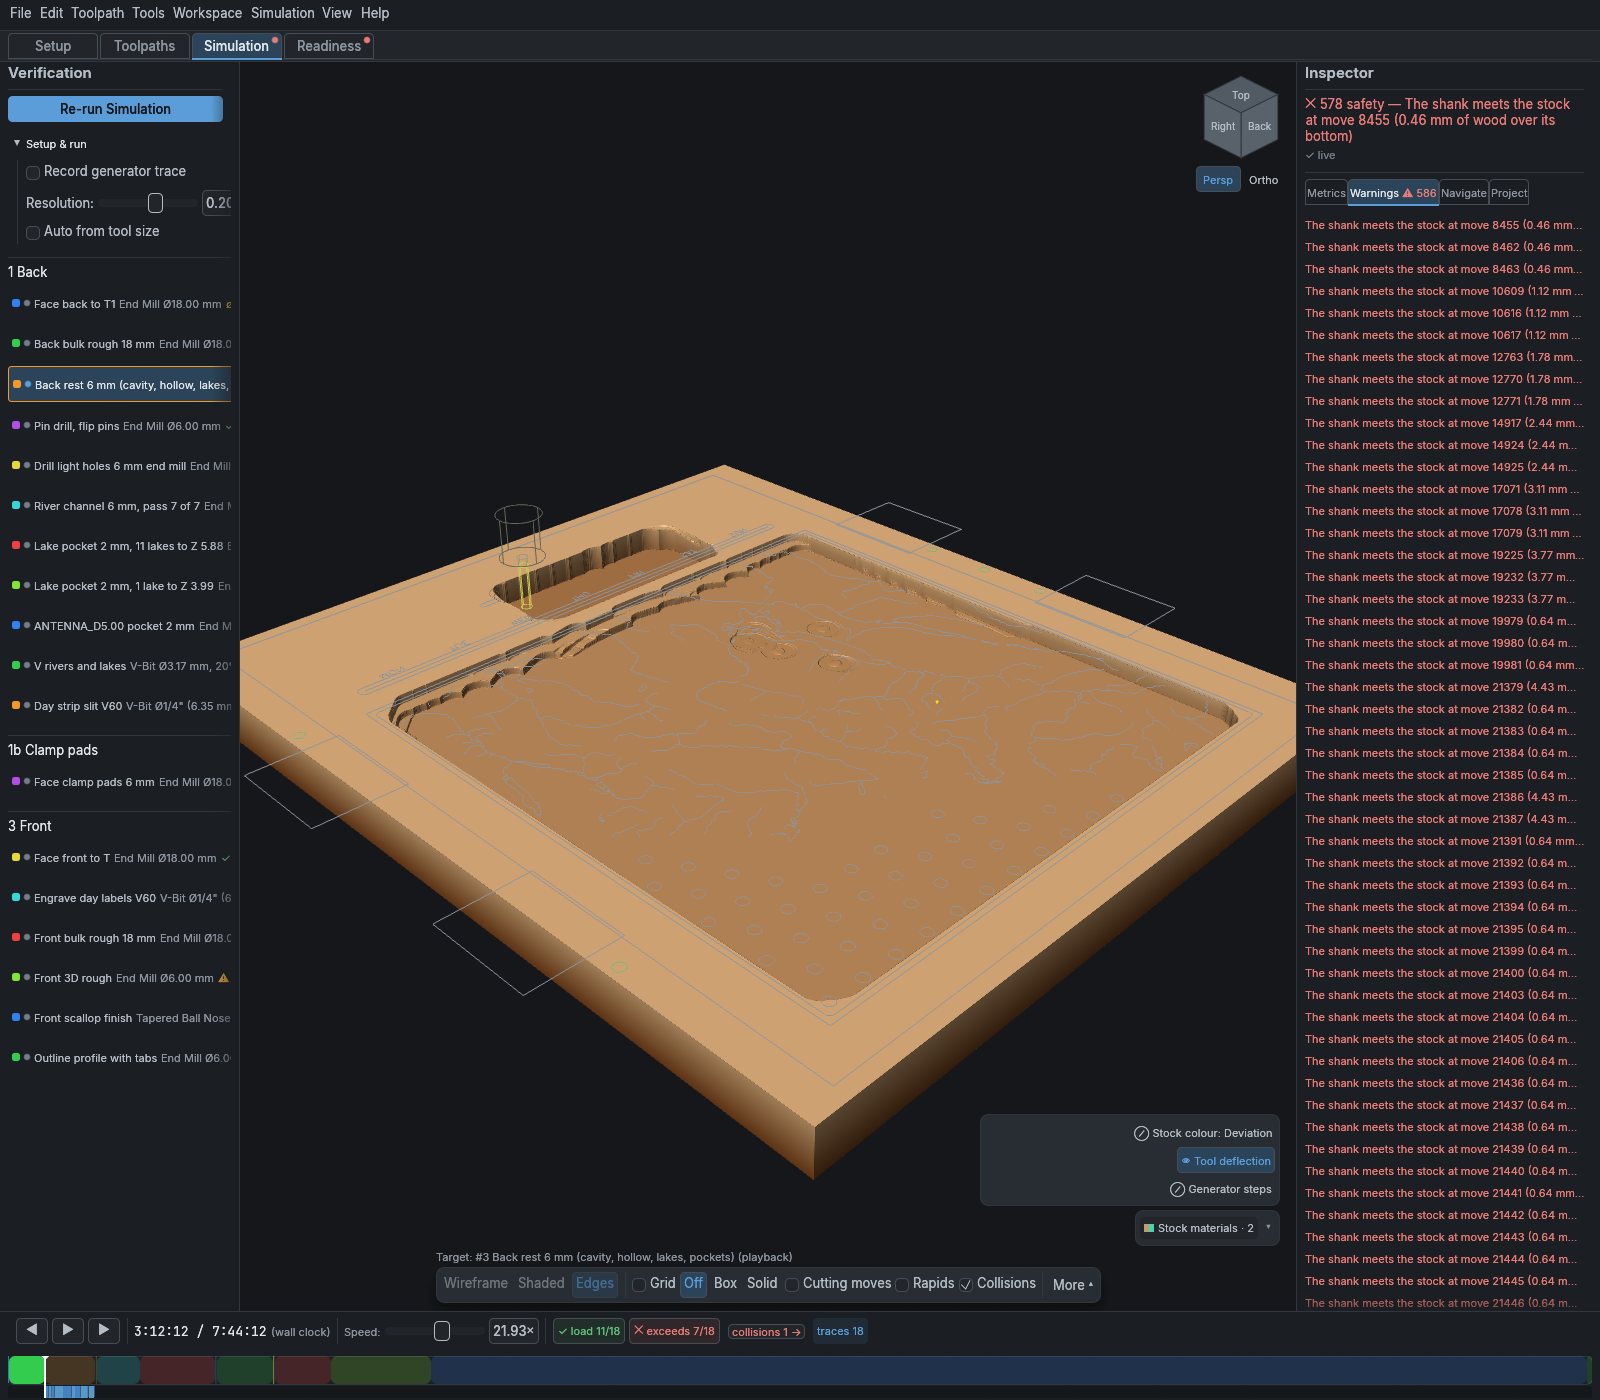 File Edit Toolpath Tools Workspace Simulation View Help
Setup Toolpaths Simulation Readiness
Verification
Re-run Simulation
Setup & run
Record generator trace
Resolution: 0.20
Auto from tool size
1 Back
Face back to T1 End Mill Ø18.00 mm
Back bulk rough 18 mm End Mill Ø18.0
Back rest 6 mm (cavity, hollow, lakes,
Pin drill, flip pins End Mill Ø6.00 mm
Drill light holes 6 mm end mill End Mill
River channel 6 mm, pass 7 of 7 End
Lake pocket 2 mm, 11 lakes to Z 5.88
Lake pocket 2 mm, 1 lake to Z 3.99 En
ANTENNA_D5.00 pocket 2 mm End M
V rivers and lakes V-Bit Ø3.17 mm, 20°
Day strip slit V60 V-Bit Ø1/4" (6.35 mm
1b Clamp pads
Face clamp pads 6 mm End Mill Ø18.0
3 Front
Face front to T End Mill Ø18.00 mm ✓
Engrave day labels V60 V-Bit Ø1/4" (6
Front bulk rough 18 mm End Mill Ø18.0
Front 3D rough End Mill Ø6.00 mm
Front scallop finish Tapered Ball Nose
Outline profile with tabs End Mill Ø6.0
Top
Right Back
Persp Ortho
Stock colour: Deviation
Tool deflection
Generator steps
Stock materials · 2
Target: #3 Back rest 6 mm (cavity, hollow, lakes, pockets) (playback)
Wireframe Shaded Edges Grid Off Box Solid Cutting moves Rapids Collisions More
Inspector
✕ 578 safety — The shank meets the stock
at move 8455 (0.46 mm of wood over its
bottom)
✓ live
Metrics Warnings ⚠ 586 Navigate Project
The shank meets the stock at move 8455 (0.46 mm...
The shank meets the stock at move 8462 (0.46 mm...
The shank meets the stock at move 8463 (0.46 mm...
The shank meets the stock at move 10609 (1.12 mm ...
The shank meets the stock at move 10616 (1.12 mm ...
The shank meets the stock at move 10617 (1.12 mm ...
The shank meets the stock at move 12763 (1.78 mm ...
The shank meets the stock at move 12770 (1.78 mm ...
The shank meets the stock at move 12771 (1.78 mm ...
The shank meets the stock at move 14917 (2.44 mm...
The shank meets the stock at move 14924 (2.44 m...
The shank meets the stock at move 14925 (2.44 m...
The shank meets the stock at move 17071 (3.11 mm ...
The shank meets the stock at move 17078 (3.11 mm ...
The shank meets the stock at move 17079 (3.11 mm ...
The shank meets the stock at move 19225 (3.77 mm...
The shank meets the stock at move 19232 (3.77 m...
The shank meets the stock at move 19233 (3.77 m...
The shank meets the stock at move 19979 (0.64 m...
The shank meets the stock at move 19980 (0.64 m...
The shank meets the stock at move 19981 (0.64 mm...
The shank meets the stock at move 21379 (4.43 m...
The shank meets the stock at move 21382 (0.64 m...
The shank meets the stock at move 21383 (0.64 m...
The shank meets the stock at move 21384 (0.64 m...
The shank meets the stock at move 21385 (0.64 m...
The shank meets the stock at move 21386 (4.43 m...
The shank meets the stock at move 21387 (4.43 m...
The shank meets the stock at move 21391 (0.64 mm...
The shank meets the stock at move 21392 (0.64 m...
The shank meets the stock at move 21393 (0.64 m...
The shank meets the stock at move 21394 (0.64 m...
The shank meets the stock at move 21395 (0.64 m...
The shank meets the stock at move 21399 (0.64 m...
The shank meets the stock at move 21400 (0.64 m...
The shank meets the stock at move 21403 (0.64 m...
The shank meets the stock at move 21404 (0.64 m...
The shank meets the stock at move 21405 (0.64 m...
The shank meets the stock at move 21406 (0.64 m...
The shank meets the stock at move 21436 (0.64 m...
The shank meets the stock at move 21437 (0.64 m...
The shank meets the stock at move 21438 (0.64 m...
The shank meets the stock at move 21439 (0.64 m...
The shank meets the stock at move 21440 (0.64 m...
The shank meets the stock at move 21441 (0.64 mm...
The shank meets the stock at move 21442 (0.64 m...
The shank meets the stock at move 21443 (0.64 m...
The shank meets the stock at move 21444 (0.64 m...
The shank meets the stock at move 21445 (0.64 m...
The shank meets the stock at move 21446 (0.64 m...
3:12:12 / 7:44:12 (wall clock) Speed: 21.93× ✓ load 11/18 ✕ exceeds 7/18 collisions 1 → traces 18